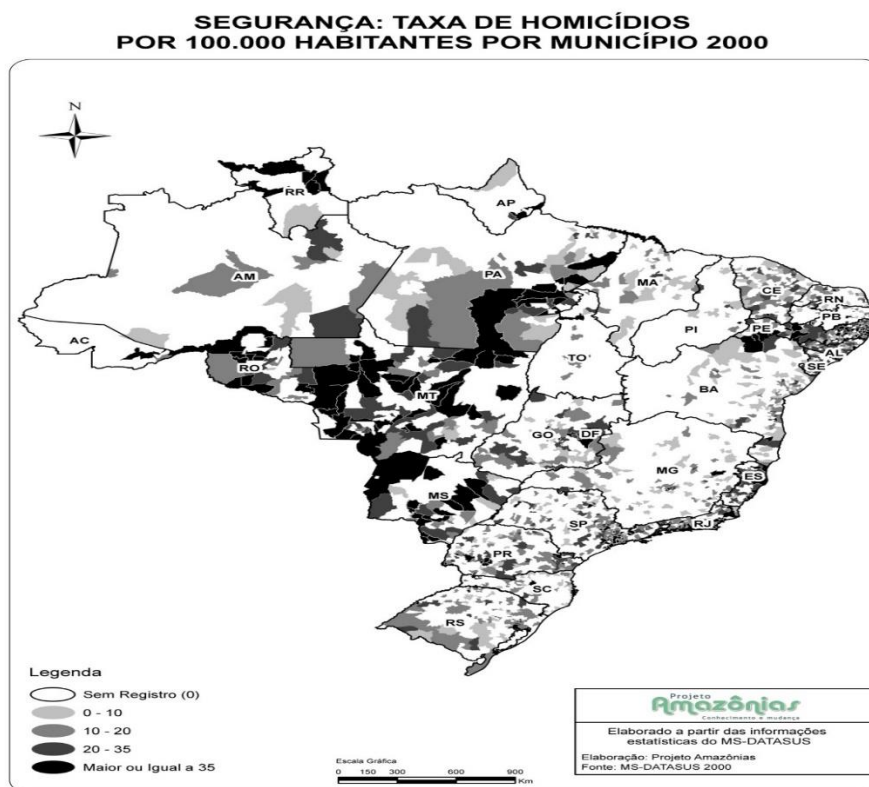 SEGURANÇA: TAXA DE HOMICÍDIOS
POR 100.000 HABITANTES POR MUNICÍPIO 2000
N
RR
AP
AM
PA
MA
CE
RN
PB
PI
PE
AC
AL
SE
TO
RO
BA
MT
GO
DF
MG
ES
MS
SP
RJ
PR
SC
RS
Legenda
Sem Registro (0)
0 - 10
10 - 20
20 - 35
Maior ou Igual a 35
Escala Gráfica
0 150 300 600 900
Km
Projeto
Amazônias
Conhecimento e mudança
Elaborado a partir das informações
estatísticas do MS-DATASUS
Elaboração: Projeto Amazônias
Fonte: MS-DATASUS 2000